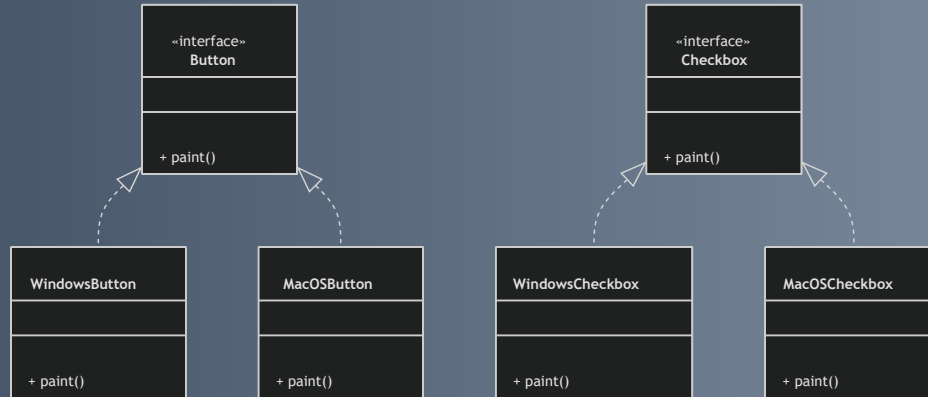 «interface»
Button
+ paint()
«interface»
Checkbox
+ paint()
WindowsButton
+ paint()
MacOSButton
+ paint()
WindowsCheckbox
+ paint()
MacOSCheckbox
+ paint()